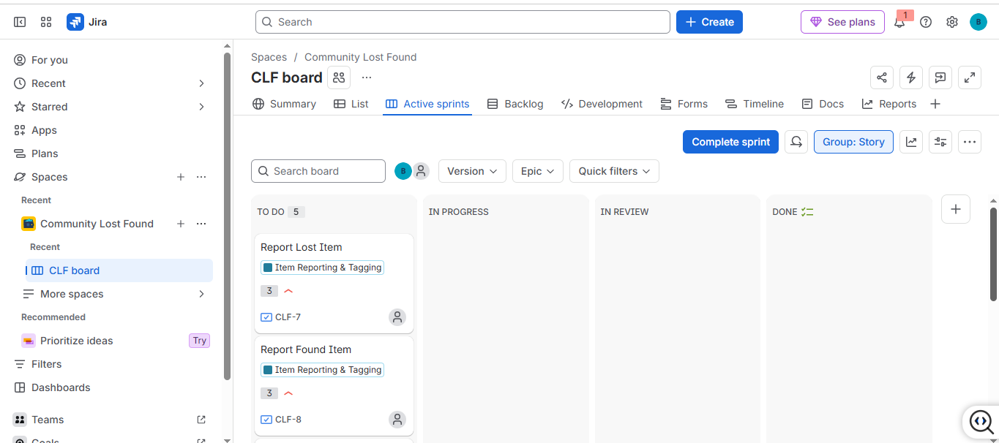 Jira
Search
Create
See plans
1
B
For you
Recent
Starred
Apps
Plans
Spaces
Recent
Community Lost Found
Recent
CLF board
More spaces
Recommended
Prioritize ideas
Try
Filters
Dashboards
Teams
Goals
Spaces / Community Lost Found
CLF board
Summary
List
Active sprints
Backlog
Development
Forms
Timeline
Docs
Reports
Complete sprint
Group: Story
Search board
B
Version
Epic
Quick filters
TO DO 5
IN PROGRESS
IN REVIEW
DONE
Report Lost Item
Item Reporting & Tagging
3
CLF-7
Report Found Item
Item Reporting & Tagging
3
CLF-8